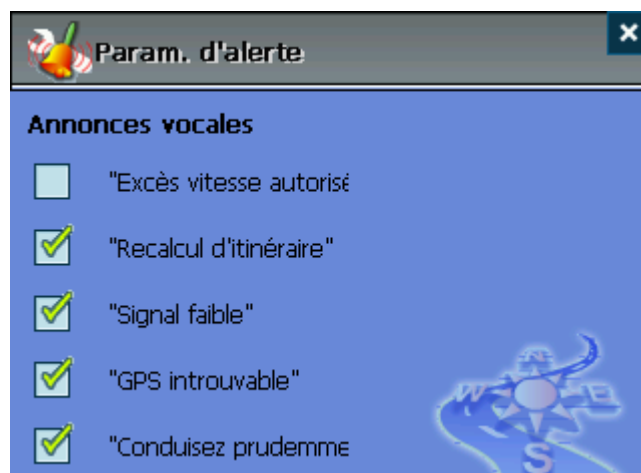 Param. d'alerte
Annonces vocales
"Excès vitesse autorisé
"Recalcul d'itinéraire"
"Signal faible"
"GPS introuvable"
"Conduisez prudemme
N
W E
S